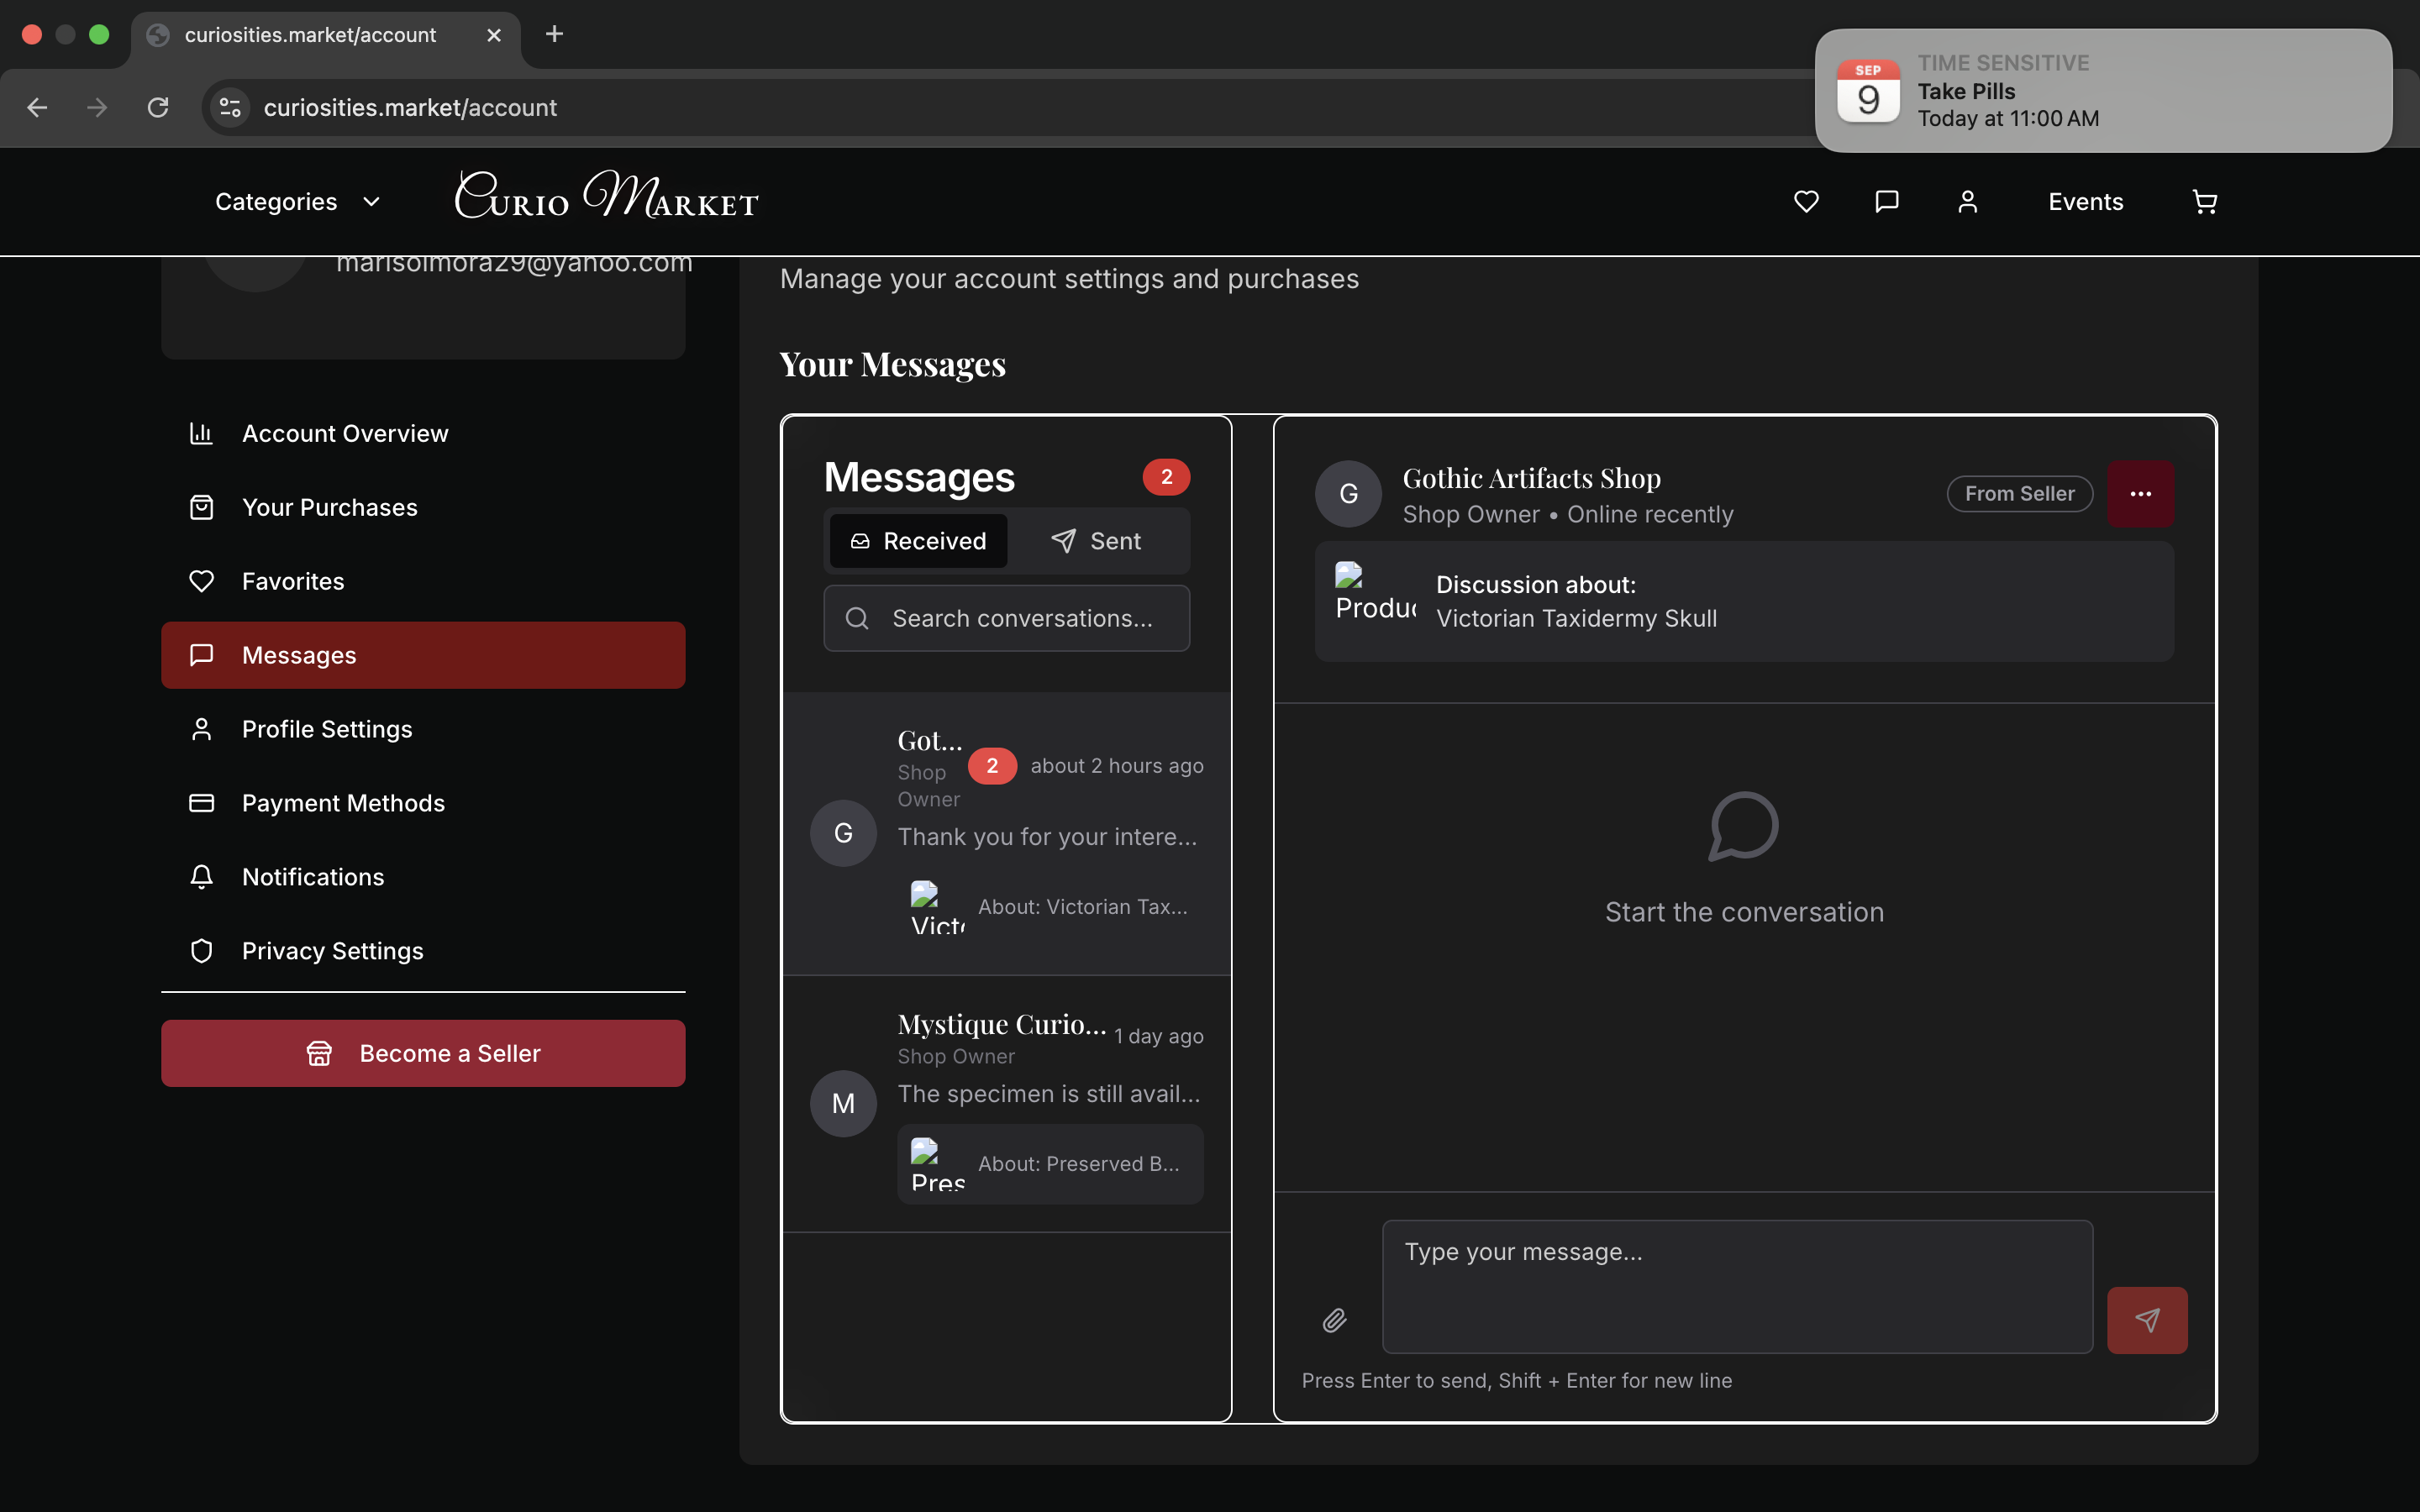 curiosities.market/account
curiosities.market/account
SEP
9
TIME SENSITIVE
Take Pills
Today at 11:00 AM
Categories
Curio Market
Events
marisolmora29@yahoo.com
Manage your account settings and purchases
Your Messages
Account Overview
Your Purchases
Favorites
Messages
Profile Settings
Payment Methods
Notifications
Privacy Settings
Become a Seller
Messages
2
Received
Sent
Search conversations...
Got...
Shop
Owner
2
about 2 hours ago
G
Thank you for your intere...
Vict
About: Victorian Tax...
Mystique Curio...
1 day ago
Shop Owner
M
The specimen is still avail...
Pres
About: Preserved B...
G
Gothic Artifacts Shop
Shop Owner • Online recently
From Seller
Produc
Discussion about:
Victorian Taxidermy Skull
Start the conversation
Type your message...
Press Enter to send, Shift + Enter for new line